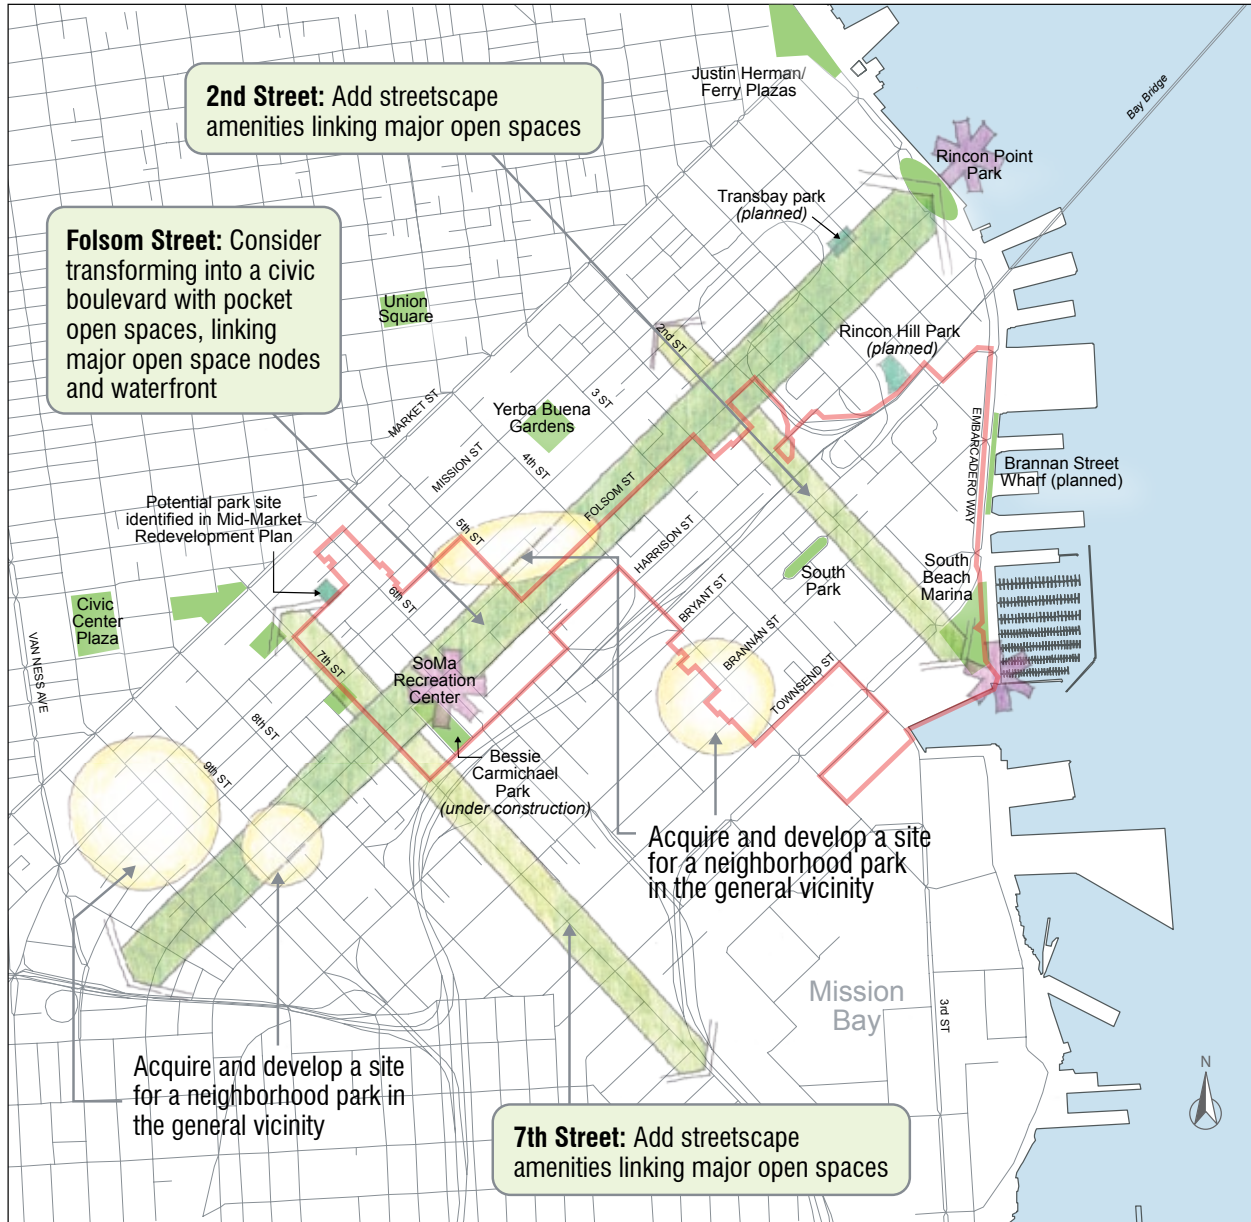 Justin Herman/
Ferry Plazas
Bay Bridge
2nd Street: Add streetscape
amenities linking major open spaces
Rincon Point
Park
Transbay park
(planned)
Folsom Street: Consider
transforming into a civic
boulevard with pocket
open spaces, linking
major open space nodes
and waterfront
Union
Square
2nd ST
Rincon Hill Park
(planned)
MARKET ST
3 ST
Yerba Buena
Gardens
MISSION ST
4th ST
EMBARCADERO WAY
Brannan Street
Wharf (planned)
Potential park site
identified in Mid-Market
Redevelopment Plan
5th ST
FOLSOM ST
HARRISON ST
South
Park
South
Beach
Marina
6th ST
BRYANT ST
Civic
Center
Plaza
VAN NESS AVE
BRANNAN ST
7th ST
SoMa
Recreation
Center
TOWNSEND ST
8th ST
9th ST
Bessie
Carmichael
Park
(under construction)
Acquire and develop a site
for a neighborhood park
in the general vicinity
Mission
Bay
3rd ST
Acquire and develop a site
for a neighborhood park in
the general vicinity
N
7th Street: Add streetscape
amenities linking major open spaces